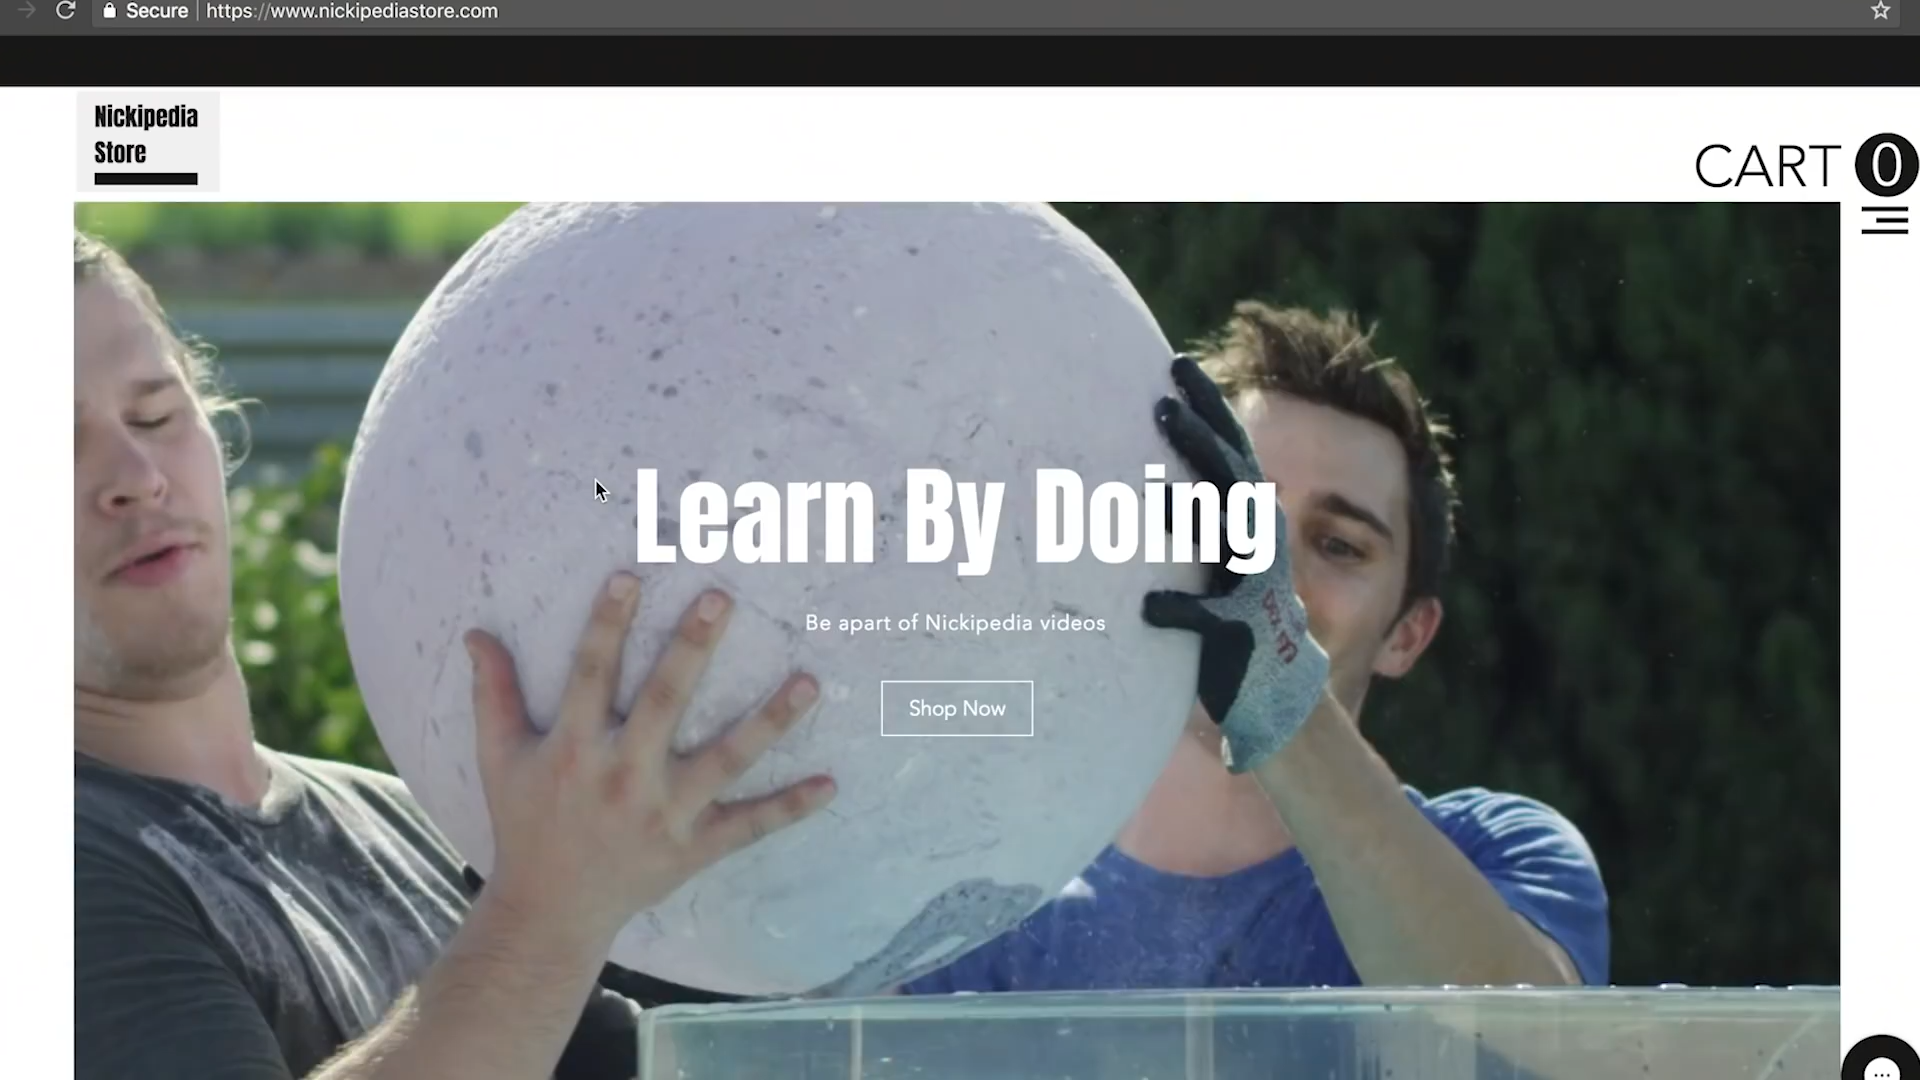 Secure
https://www.nickipediastore.com
Nickipedia
Store
CART 0
Learn By Doing
Be apart of Nickipedia videos
Shop Now